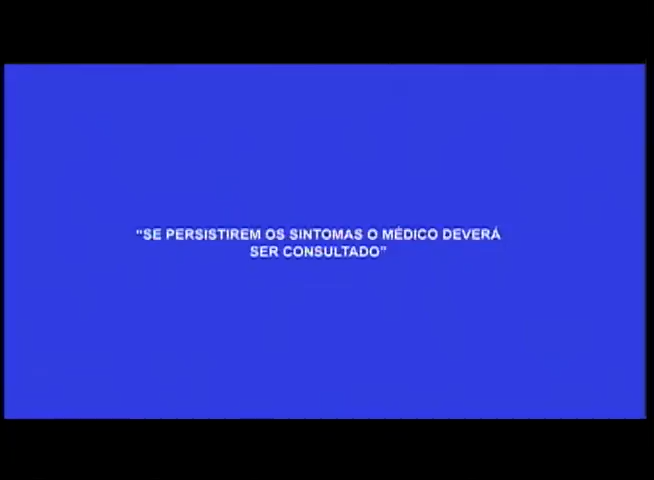 “SE PERSISTIREM OS SINTOMAS O MÉDICO DEVERÁ
SER CONSULTADO”